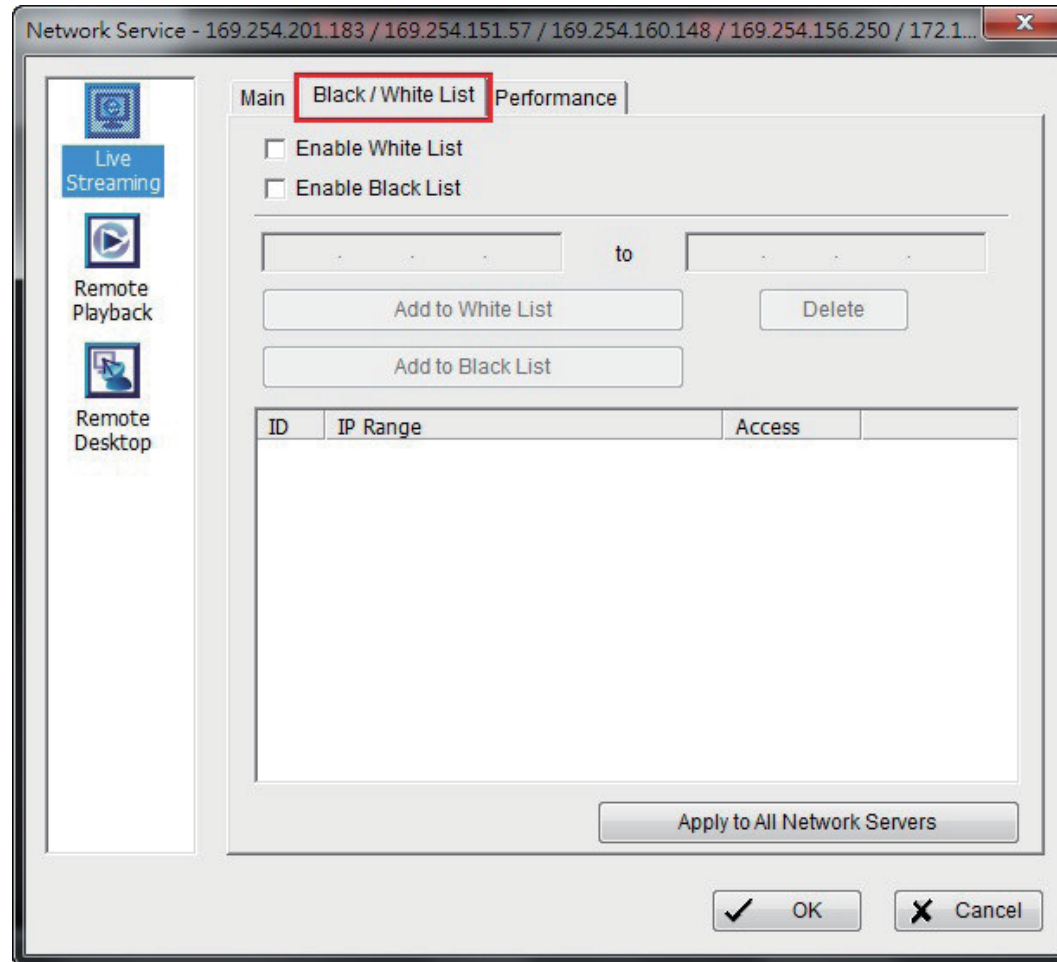 Network Service - 169.254.201.183 / 169.254.151.57 / 169.254.160.148 / 169.254.156.250 / 172.1...
Live
Streaming
Remote
Playback
Remote
Desktop
Main Black / White List Performance
Enable White List
Enable Black List
. . . to . . .
Add to White List Delete
Add to Black List
ID IP Range Access
Apply to All Network Servers
OK Cancel